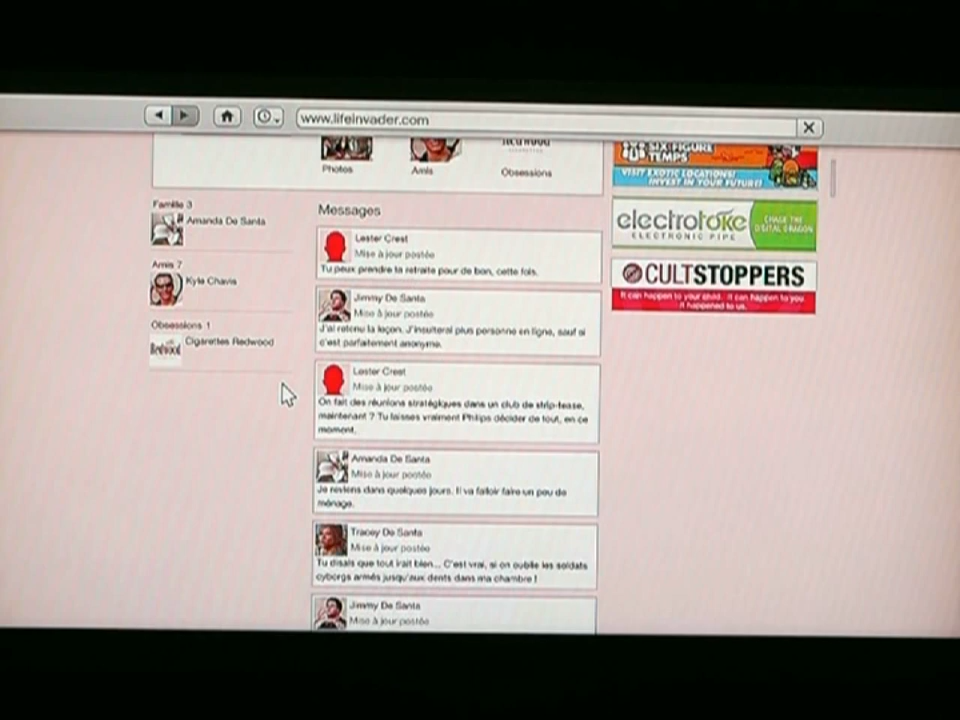 www.lifeinvader.com
Photos
Amis
Obsessions
SIX FIGURE
TEMPS
VISIT EXOTIC LOCATIONS!
INVEST IN YOUR FUTURE!
Famille 3
Amanda De Santa
Amis 7
Kyle Chavis
Obsessions 1
Redwood
Cigarettes Redwood
Messages
Lester Crest
Mise à jour postée
Tu peux prendre ta retraite pour de bon, cette fois.
Jimmy De Santa
Mise à jour postée
J'ai retenu la leçon. J'insulterai plus personne en ligne, sauf si
c'est parfaitement anonyme.
Lester Crest
Mise à jour postée
On fait des réunions stratégiques dans un club de strip-tease,
maintenant ? Tu laisses vraiment Philips décider de tout, en ce
moment.
Amanda De Santa
Mise à jour postée
Je reviens dans quelques jours. Il va falloir faire un peu de
ménage.
Tracey De Santa
Mise à jour postée
Tu disais que tout irait bien... C'est vrai, si on oublie les soldats
cyborgs armés jusqu'aux dents dans ma chambre !
Jimmy De Santa
Mise à jour postée
electrotoke
ELECTRONIC PIPE
CHASE THE
DIGITAL DRAGON
CULTSTOPPERS
It can happen to your child. It can happen to you.
It happened to us.